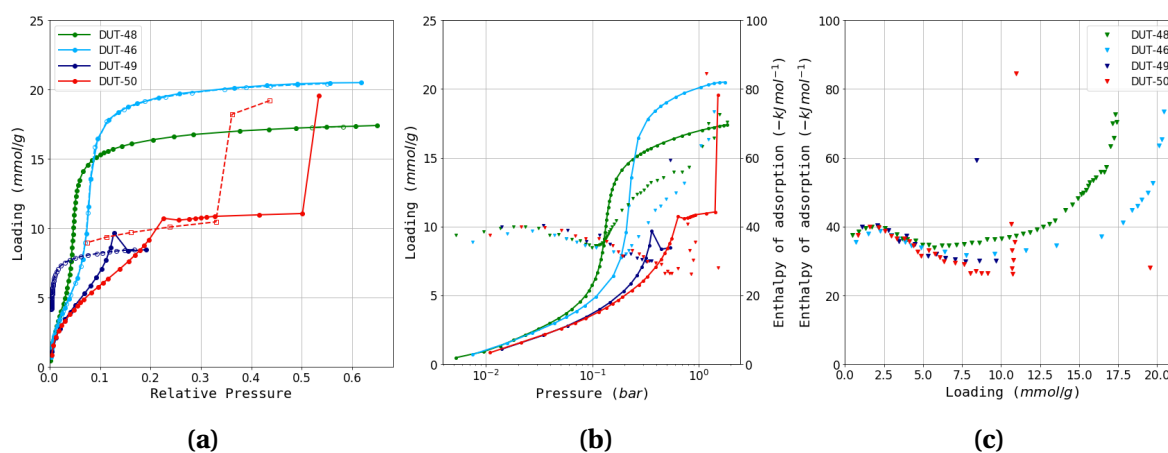 25
20
15
10
5
0
Loading (mmol/g)
0.0 0.1 0.2 0.3 0.4 0.5 0.6
Relative Pressure
DUT-48
DUT-46
DUT-49
DUT-50
(a)
25
20
15
10
5
0
Loading (mmol/g)
10⁻² 10⁻¹ 10⁰
Pressure (bar)
100
80
60
40
20
0
Enthalpy of adsorption (−kJ mol⁻¹)
(b)
100
80
60
40
20
0
Enthalpy of adsorption (−kJ mol⁻¹)
0.0 2.5 5.0 7.5 10.0 12.5 15.0 17.5 20.0
Loading (mmol/g)
DUT-48
DUT-46
DUT-49
DUT-50
(c)